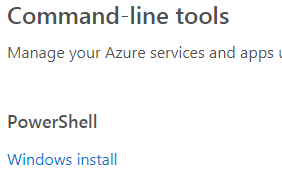 Command-line tools
Manage your Azure services and apps
PowerShell
Windows install